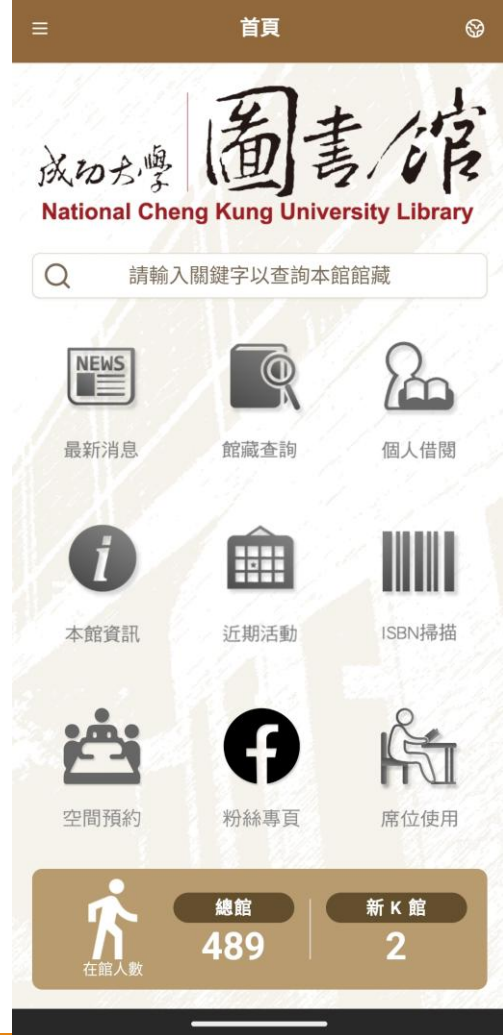 首頁
成功大學 圖書館
National Cheng Kung University Library
請輸入關鍵字以查詢本館館藏
NEWS
最新消息
館藏查詢
個人借閱
i
本館資訊
近期活動
ISBN掃描
f
空間預約
粉絲專頁
席位使用
總館
新 K 館
489
2
在館人數